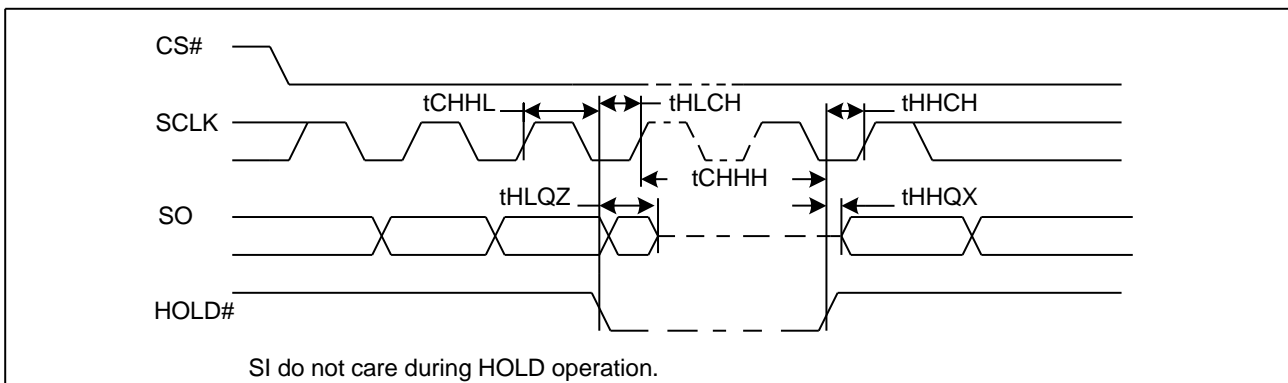 CS#
tCHHL
tHLCH
tHHCH
SCLK
tCHHH
tHLQZ
tHHQX
SO
HOLD#
SI do not care during HOLD operation.